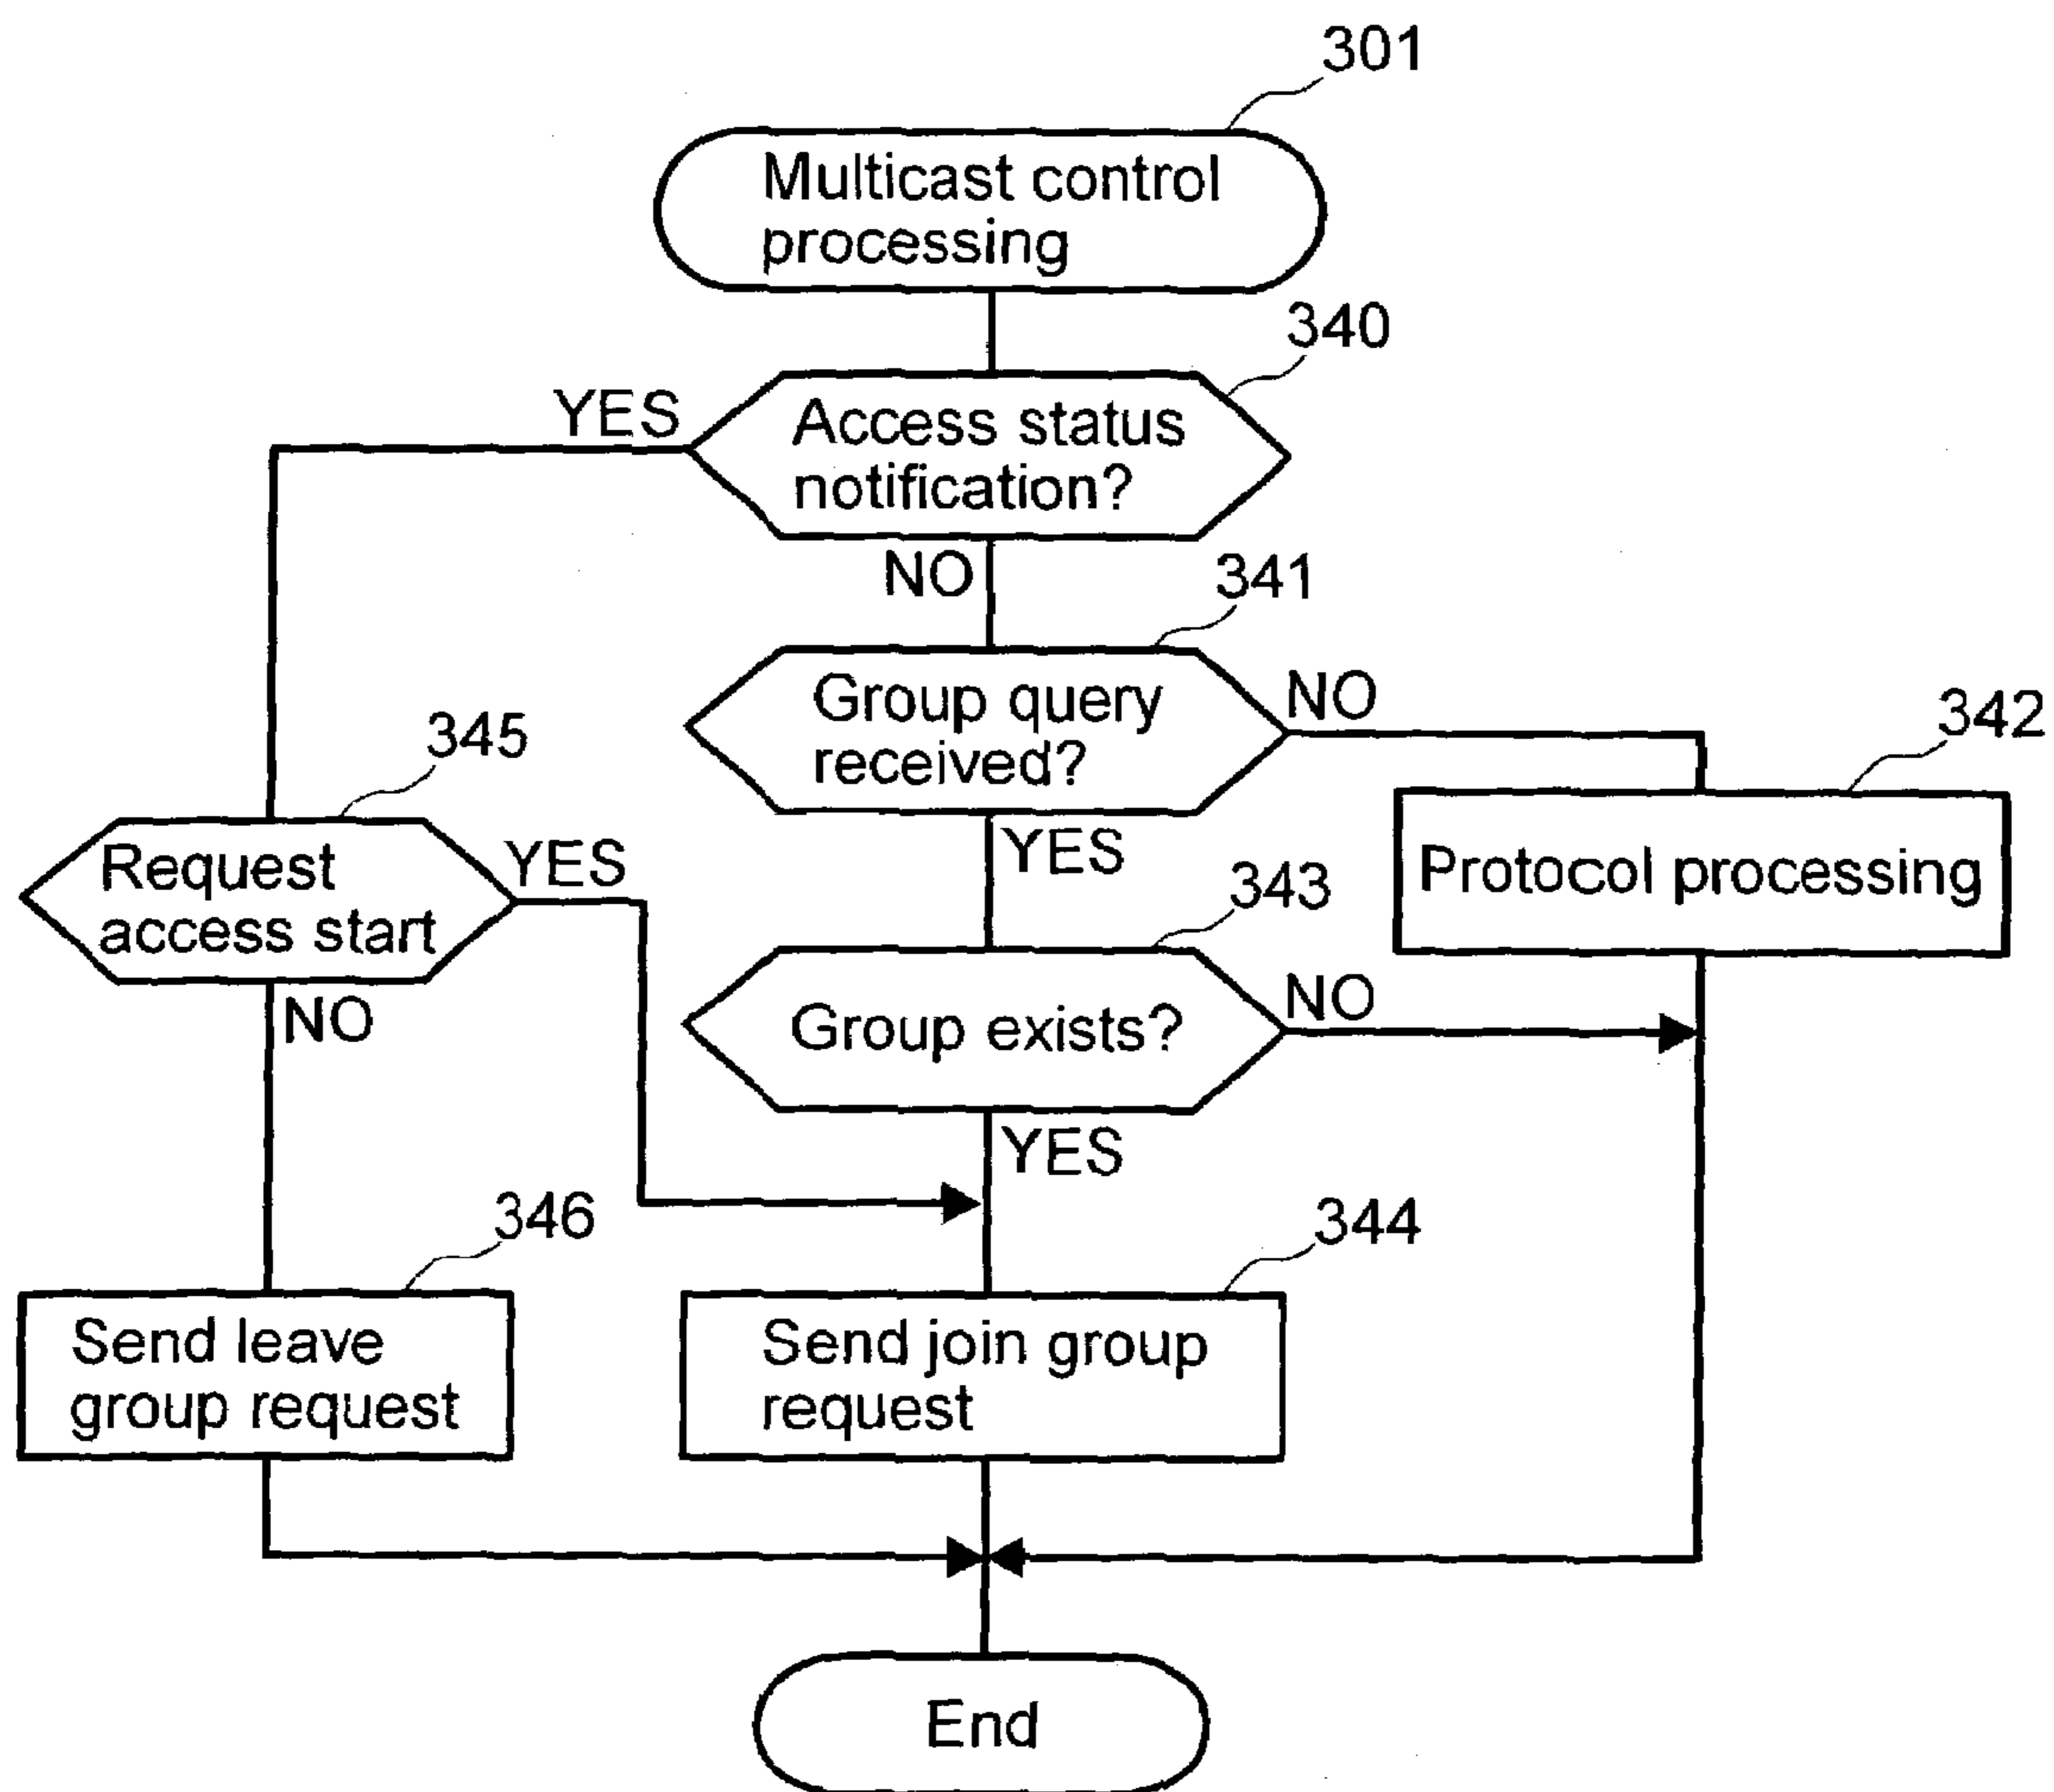 301
Multicast control
processing
340
YES
Access status
notification?
NO
341
Group query
received?
NO
342
345
Request
access start
YES
YES
Protocol processing
343
NO
Group exists?
NO
YES
346
344
Send leave
group request
Send join group
request
End